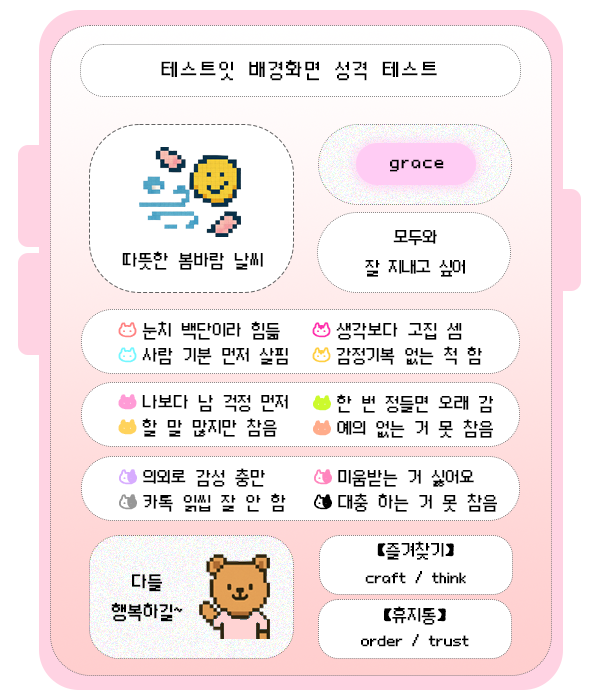 테스트잇 배경화면 성격 테스트
따뜻한 봄바람 날씨
grace
모두와
잘 지내고 싶어
눈치 백단이라 힘듦
사람 기분 먼저 살핌
생각보다 고집 셈
감정기복 없는 척 함
나보다 남 걱정 먼저
할 말 많지만 참음
한 번 정들면 오래 감
예의 없는 거 못 참음
의외로 감성 충만
카톡 읽씹 잘 안 함
미움받는 거 싫어요
대충 하는 거 못 참음
다들
행복하길~
【즐겨찾기】
craft / think
【휴지통】
order / trust